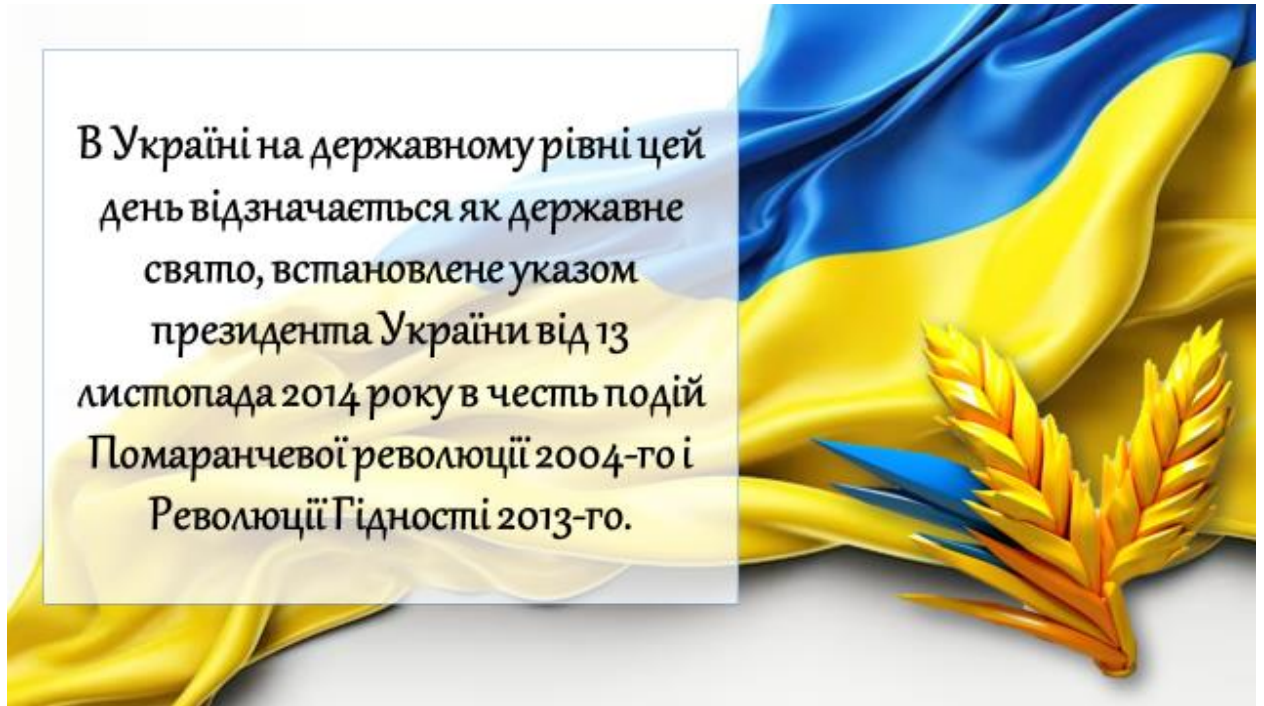 В Україні на державному рівні цей
день відзначається як державне
свято, встановлене указом
президента України від 13
листопада 2014 року в честь подій
Помаранчевої революції 2004-го і
Революції Гідності 2013-го.